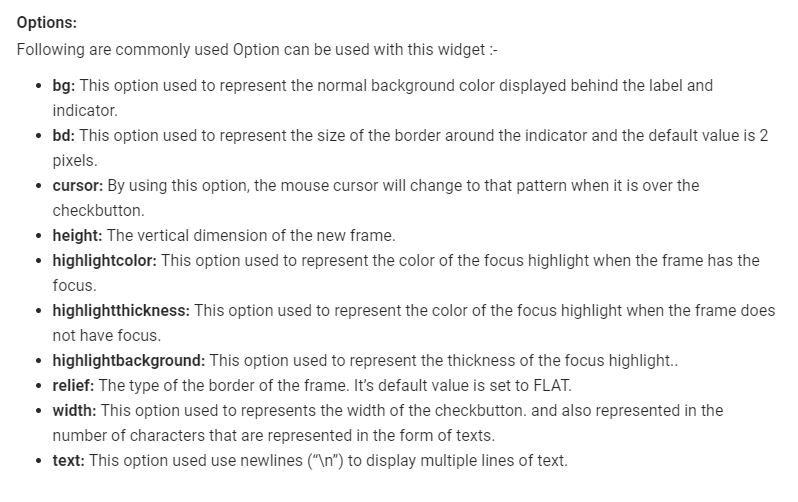 Options:
Following are commonly used Option can be used with this widget :-
• bg: This option used to represent the normal background color displayed behind the label and
indicator.
• bd: This option used to represent the size of the border around the indicator and the default value is 2
pixels.
• cursor: By using this option, the mouse cursor will change to that pattern when it is over the
checkbutton.
• height: The vertical dimension of the new frame.
• highlightcolor: This option used to represent the color of the focus highlight when the frame has the
focus.
• highlightthickness: This option used to represent the color of the focus highlight when the frame does
not have focus.
• highlightbackground: This option used to represent the thickness of the focus highlight..
• relief: The type of the border of the frame. It’s default value is set to FLAT.
• width: This option used to represents the width of the checkbutton. and also represented in the
number of characters that are represented in the form of texts.
• text: This option used use newlines (“\n”) to display multiple lines of text.